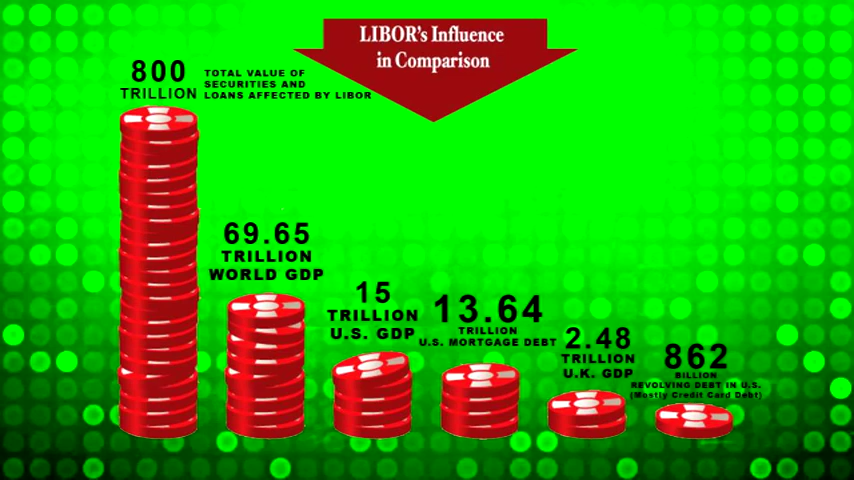 LIBOR's Influence
in Comparison
800
TRILLION
TOTAL VALUE OF
SECURITIES AND
LOANS AFFECTED BY LIBOR
69.65
TRILLION
WORLD GDP
15
TRILLION
U.S. GDP
13.64
TRILLION
U.S. MORTGAGE DEBT
2.48
TRILLION
U.K. GDP
862
BILLION
REVOLVING DEBT IN U.S.
(Mostly Credit Card Debt)